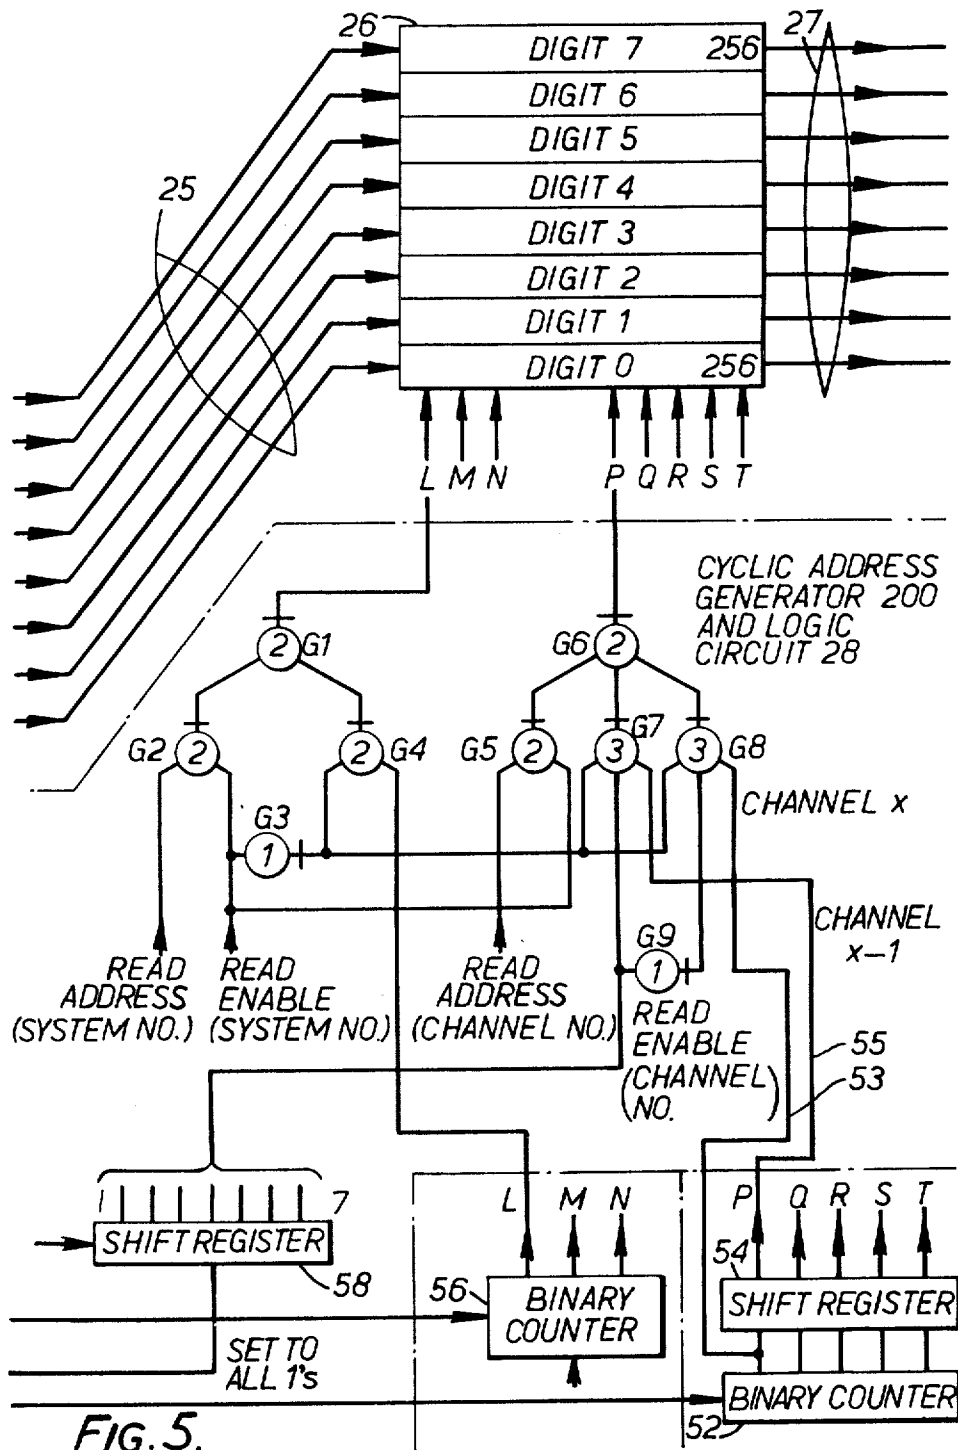 26
DIGIT 7 256
27
DIGIT 6
DIGIT 5
25
DIGIT 4
DIGIT 3
DIGIT 2
DIGIT 1
DIGIT 0 256
L M N P Q R S T
CYCLIC ADDRESS
GENERATOR 200
AND LOGIC
CIRCUIT 28
2 G1
G6 2
G2 2
2 G4
G5 2
3 G7
3 G8
CHANNEL x
G3
1
CHANNEL
x-1
G9
1
READ
ADDRESS
(SYSTEM NO.)
READ
ENABLE
(SYSTEM NO.)
READ
ADDRESS
(CHANNEL NO.)
READ
ENABLE
(CHANNEL)
NO.
55
53
7
SHIFT REGISTER
58
L M N
P Q R S T
56
BINARY
COUNTER
54
SHIFT REGISTER
SET TO
ALL 1's
BINARY COUNTER
52
FIG. 5.